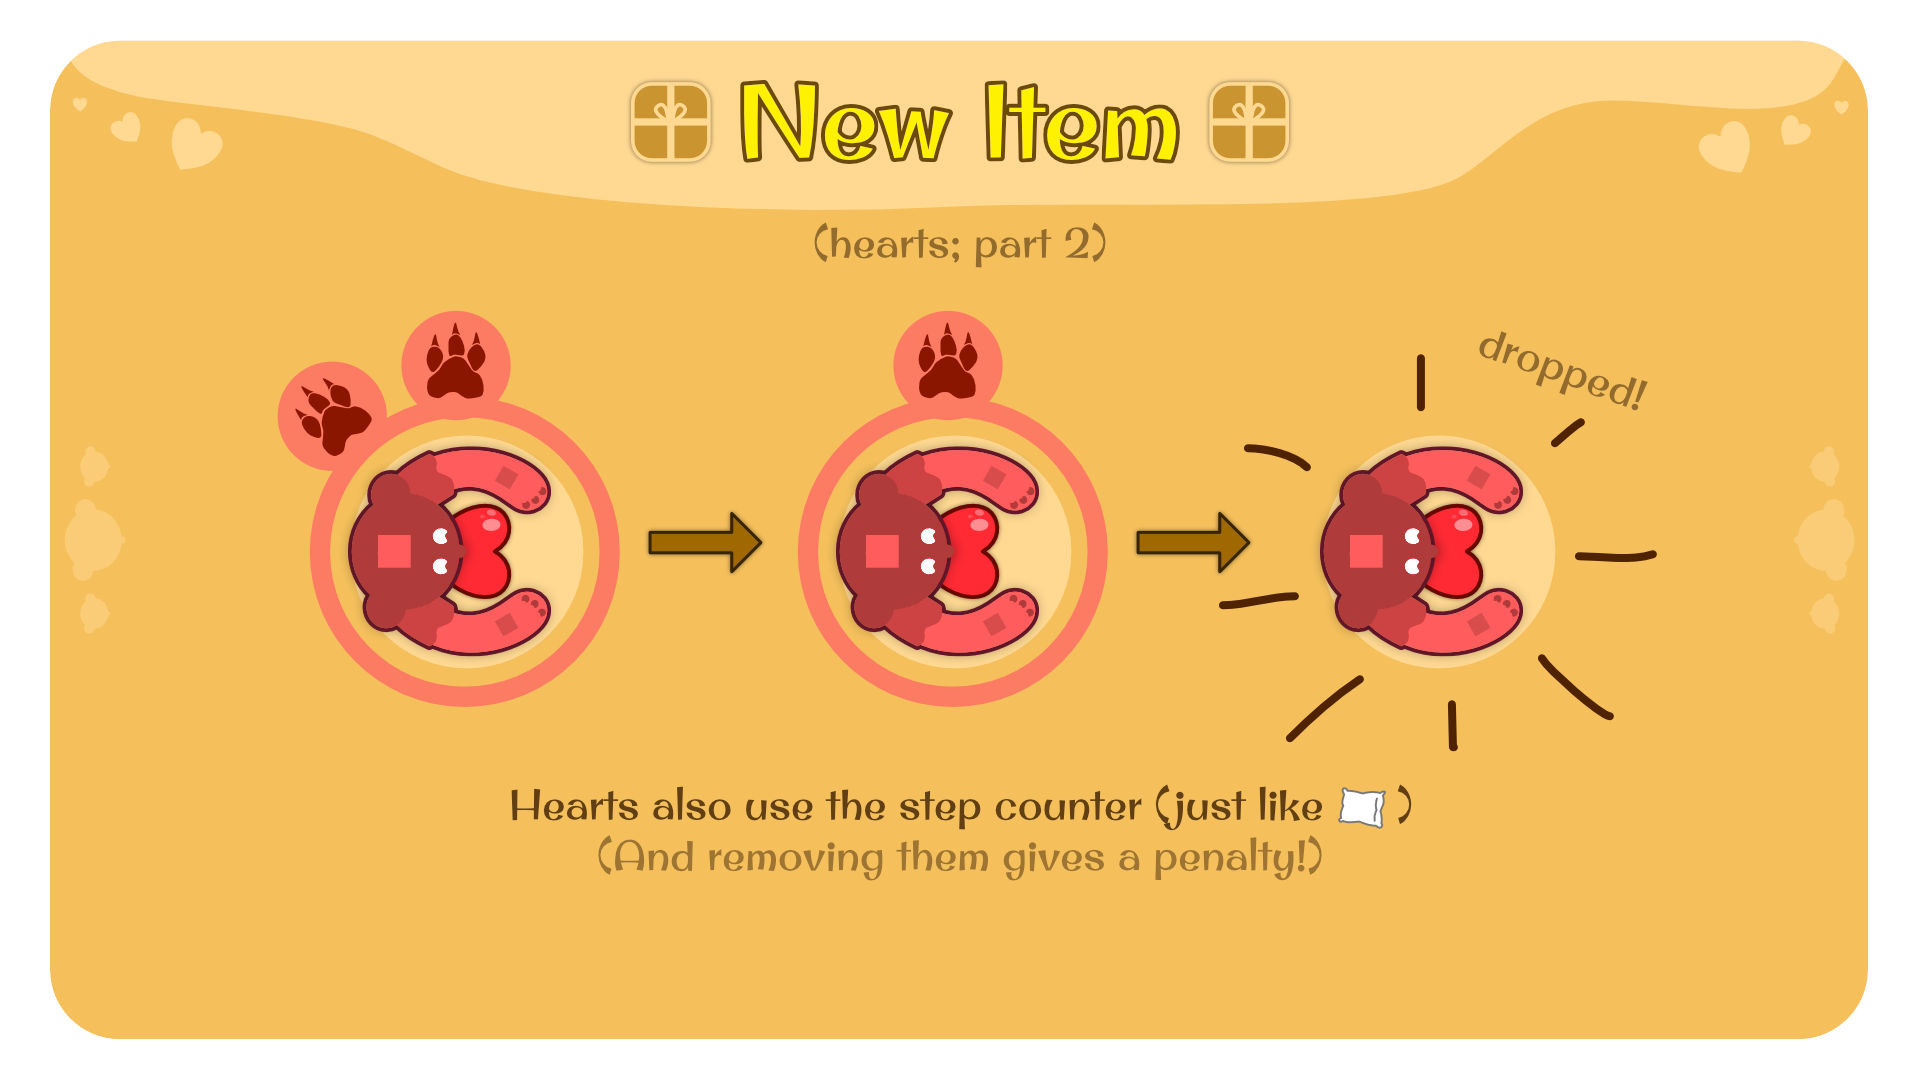 New Item
(hearts; part 2)
dropped!
Hearts also use the step counter (just like )
(And removing them gives a penalty!)